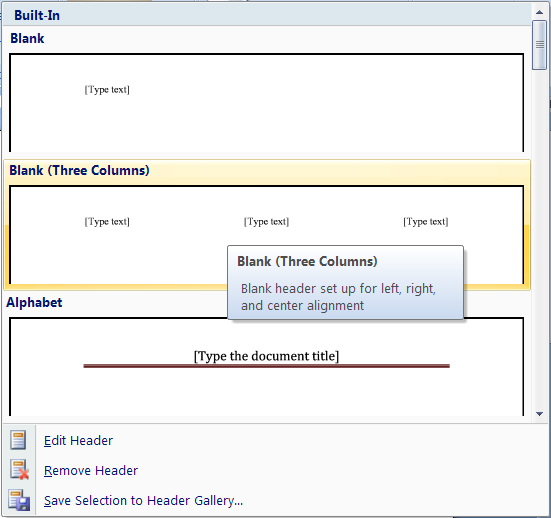 Built-In
Blank
[Type text]
Blank (Three Columns)
[Type text] [Type text] [Type text]
Blank (Three Columns)
Blank header set up for left, right,
and center alignment
Alphabet
[Type the document title]
Edit Header
Remove Header
Save Selection to Header Gallery...